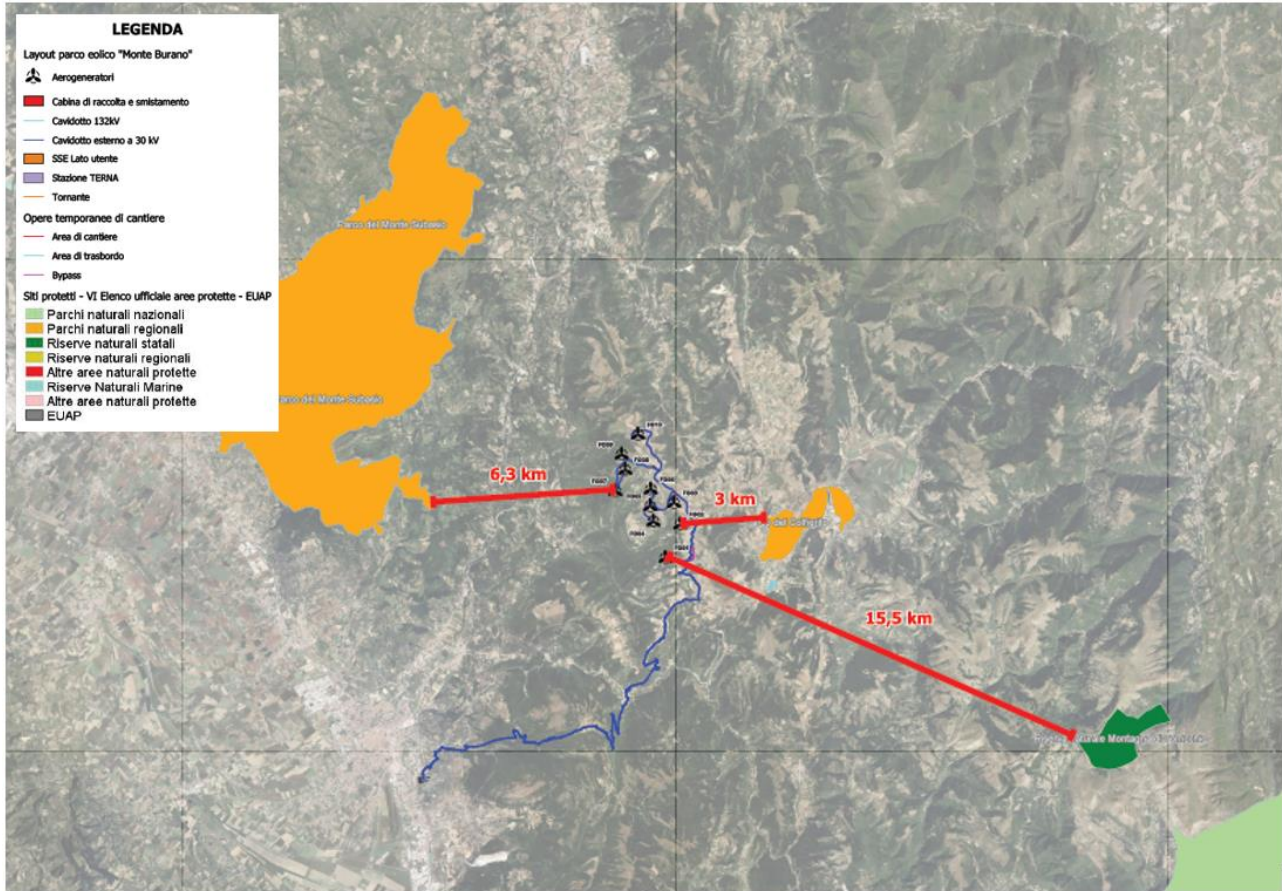 LEGENDA
Layout parco eolico "Monte Burano"
Aerogeneratori
Cabina di raccolta e smistamento
Cavidotto 132kV
Cavidotto esterno a 30 kV
SSE Lato utente
Stazione TERNA
Tornante
Opere temporanee di cantiere
Area di cantiere
Area di trasbordo
Bypass
Siti protetti - VI Elenco ufficiale aree protette - EUAP
Parchi naturali nazionali
Parchi naturali regionali
Riserve naturali statali
Riserve naturali regionali
Altre aree naturali protette
Riserve Naturali Marine
Altre aree naturali protette
EUAP
Parco del Monte Subasio
Parco del Monte Subasio
6,3 km
3 km
15,5 km